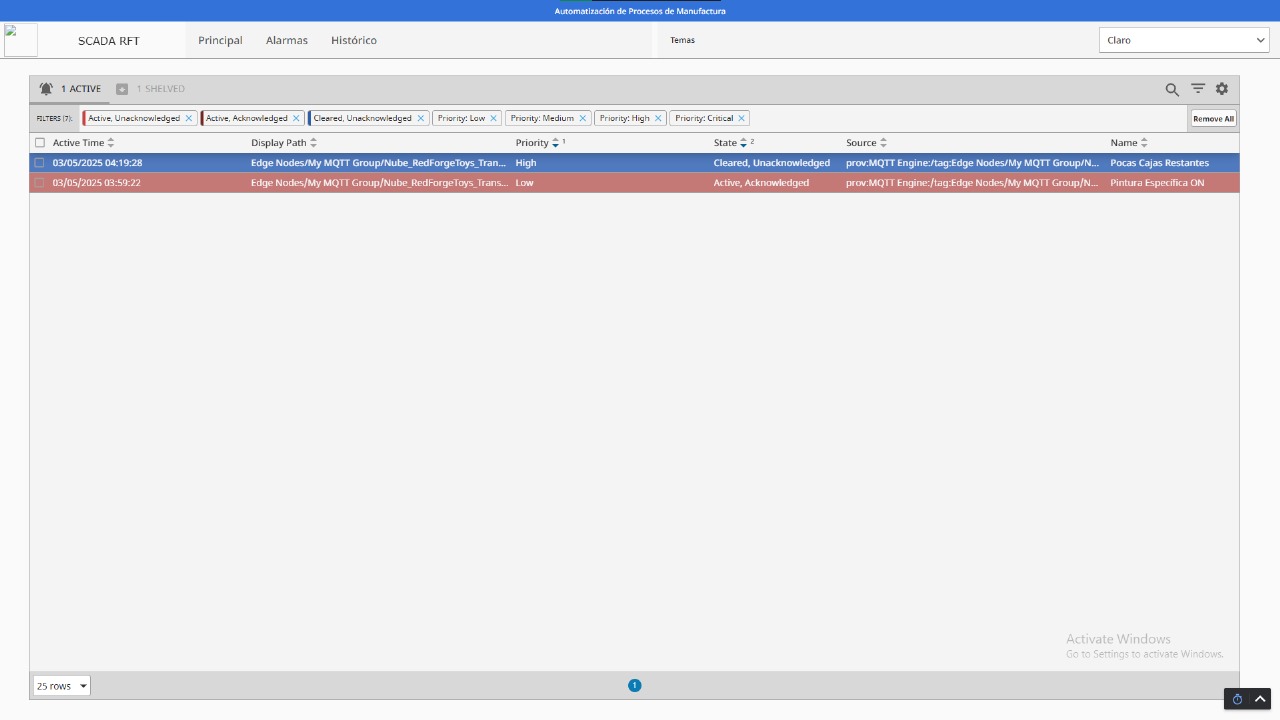 Automatización de Procesos de Manufactura
SCADA RFT Principal Alarmas Histórico Temas Claro
1 ACTIVE 1 SHELVED
FILTERS (7): Active, Unacknowledged Active, Acknowledged Cleared, Unacknowledged Priority: Low Priority: Medium Priority: High Priority: Critical Remove All
Active Time Display Path Priority 1 State 2 Source Name
03/05/2025 04:19:28 Edge Nodes/My MQTT Group/Nube_RedForgeToys_Tran... High Cleared, Unacknowledged prov:MQTT Engine:/tag:Edge Nodes/My MQTT Group/N... Pocas Cajas Restantes
03/05/2025 03:59:22 Edge Nodes/My MQTT Group/Nube_RedForgeToys_Trans... Low Active, Acknowledged prov:MQTT Engine:/tag:Edge Nodes/My MQTT Group/N... Pintura Específica ON
Activate Windows
Go to Settings to activate Windows.
25 rows 1